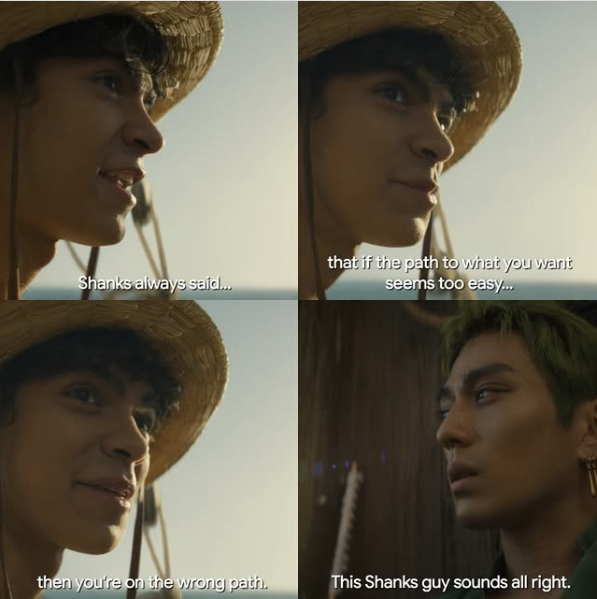 Shanks always said...
that if the path to what you want
seems too easy...
then you're on the wrong path.
This Shanks guy sounds all right.